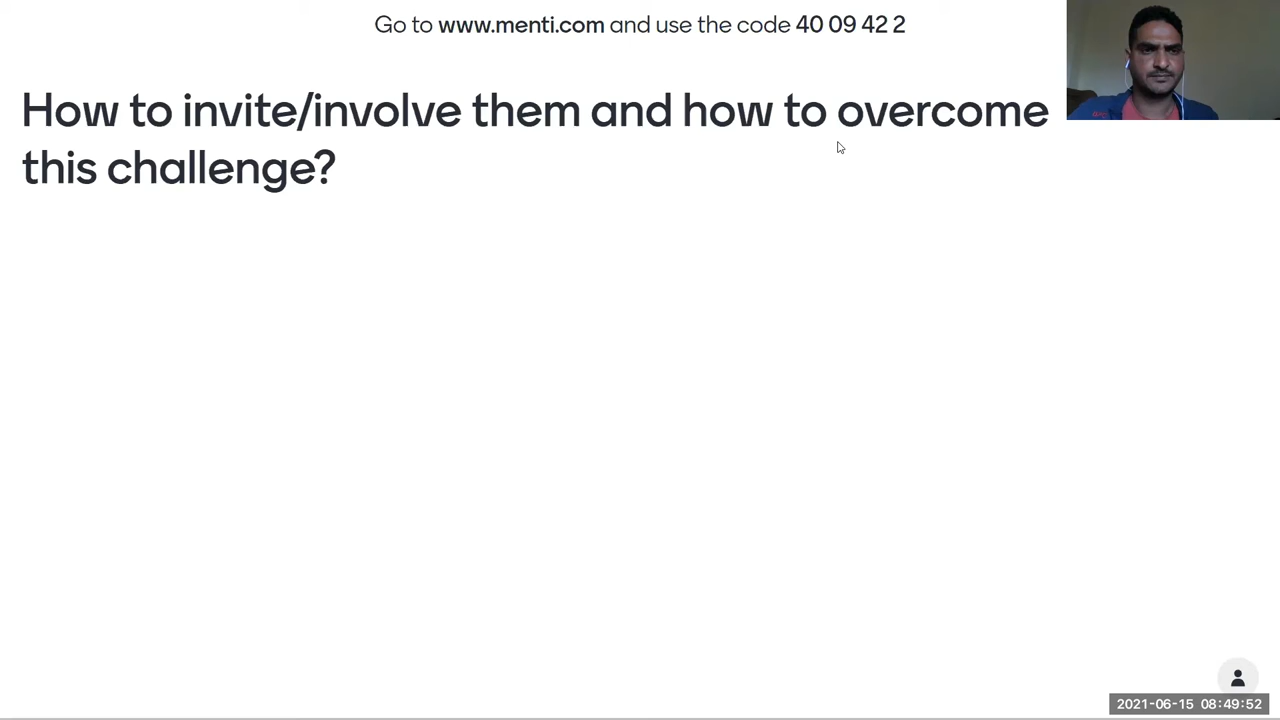 Go to www.menti.com and use the code 40 09 42 2
How to invite/involve them and how to overcome
this challenge?
2021-06-15 08:49:52